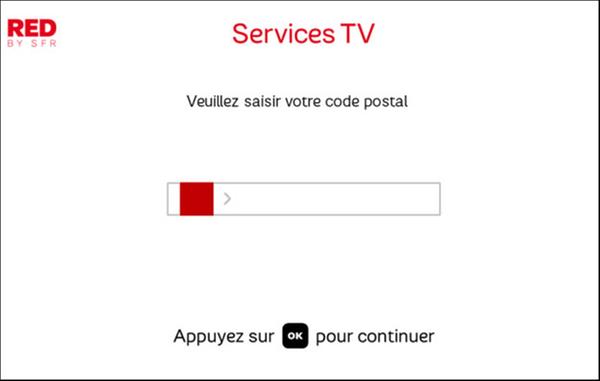 RED
BY SFR
Services TV
Veuillez saisir votre code postal
Appuyez sur OK pour continuer